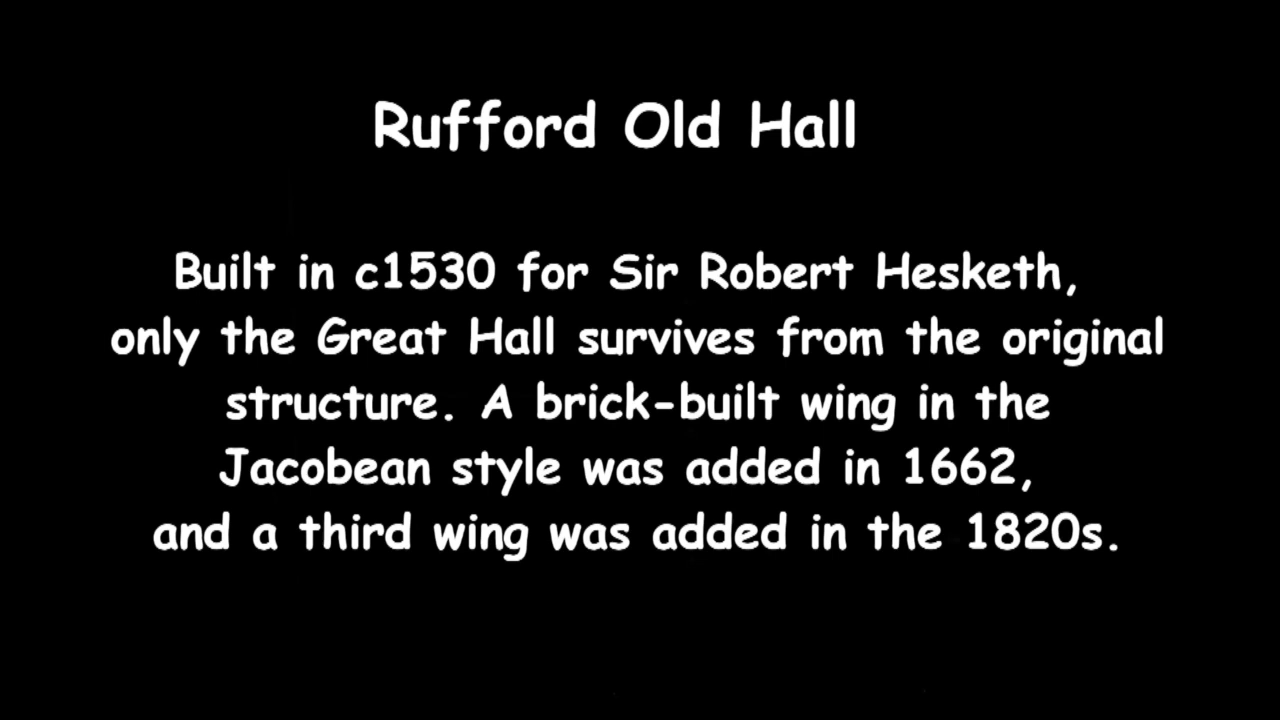 Rufford Old Hall
Built in c1530 for Sir Robert Hesketh,
only the Great Hall survives from the original
structure. A brick-built wing in the
Jacobean style was added in 1662,
and a third wing was added in the 1820s.